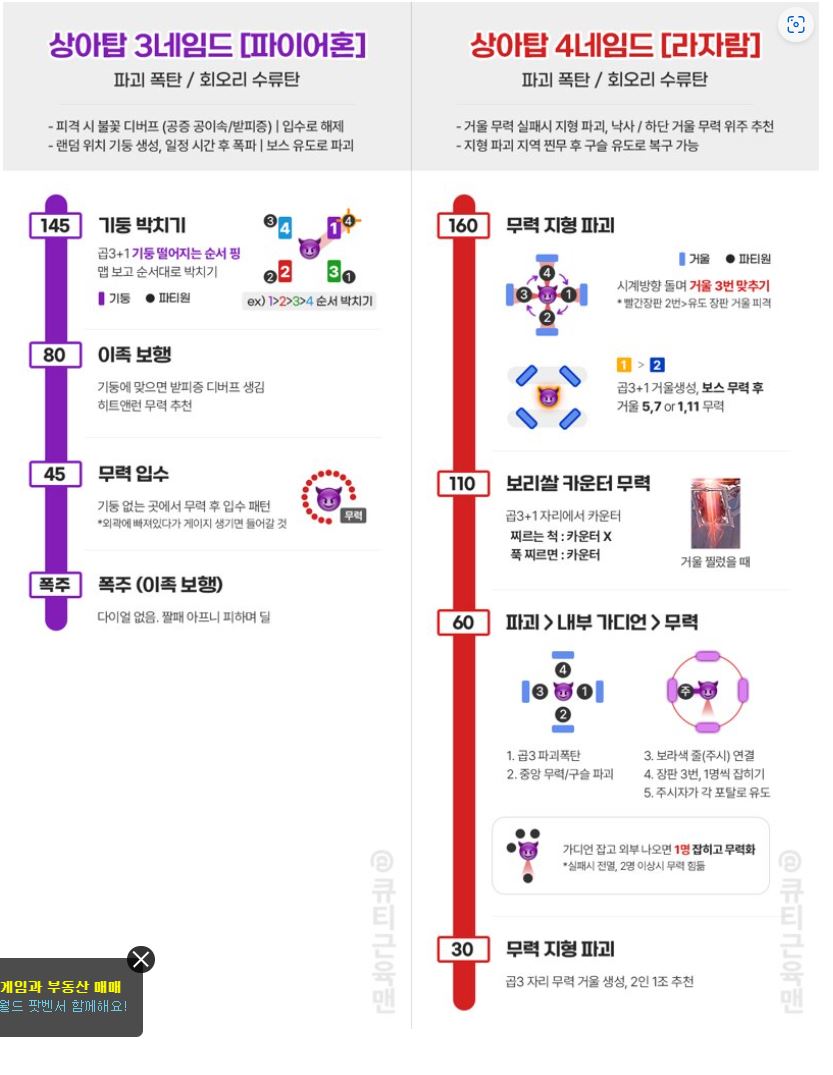 상아탑 3네임드 [파이어혼]
파괴 폭탄 / 회오리 수류탄
- 피격 시 불꽃 디버프 (공증 공이속/받피증) | 입수로 해제
- 랜덤 위치 기둥 생성, 일정 시간 후 폭파 | 보스 유도로 파괴
145
기둥 박치기
곱3+1 기둥 떨어지는 순서 핑
맵 보고 순서대로 박치기
기둥 파티원
3 4 1 4
2 2 3 1
ex) 1>2>3>4 순서 박치기
80
이족 보행
기둥에 맞으면 받피증 디버프 생김
히트앤런 무력 추천
45
무력 입수
기둥 없는 곳에서 무력 후 입수 패턴
*외곽에 빠져있다가 게이지 생기면 들어갈 것
무력
폭주
폭주 (이족 보행)
다이얼 없음. 짤패 아프니 피하며 딜
상아탑 4네임드 [라자람]
파괴 폭탄 / 회오리 수류탄
- 거울 무력 실패시 지형 파괴, 낙사 / 하단 거울 무력 위주 추천
- 지형 파괴 지역 찐무 후 구슬 유도로 복구 가능
160
무력 지형 파괴
거울 파티원
4
3 1
2
시계방향 돌며 거울 3번 맞추기
* 빨간장판 2번>유도 장판 거울 피격
1 > 2
곱3+1 거울생성, 보스 무력 후
거울 5,7 or 1,11 무력
110
보리쌀 카운터 무력
곱3+1 자리에서 카운터
찌르는 척 : 카운터 X
푹 찌르면 : 카운터
거울 찔렀을 때
60
파괴 > 내부 가디언 > 무력
4
3 1
2
주
1. 곱3 파괴폭탄
2. 중앙 무력/구슬 파괴
3. 보라색 줄(주시) 연결
4. 장판 3번, 1명씩 잡히기
5. 주시자가 각 포탈로 유도
가디언 잡고 외부 나오면 1명 잡히고 무력화
*실패시 전멸, 2명 이상시 무력 힘듦
30
무력 지형 파괴
곱3 자리 무력 거울 생성, 2인 1조 추천
@큐티근육맨
@큐티근육맨
게임과 부동산 매매
월드 팟벤서 함께해요!